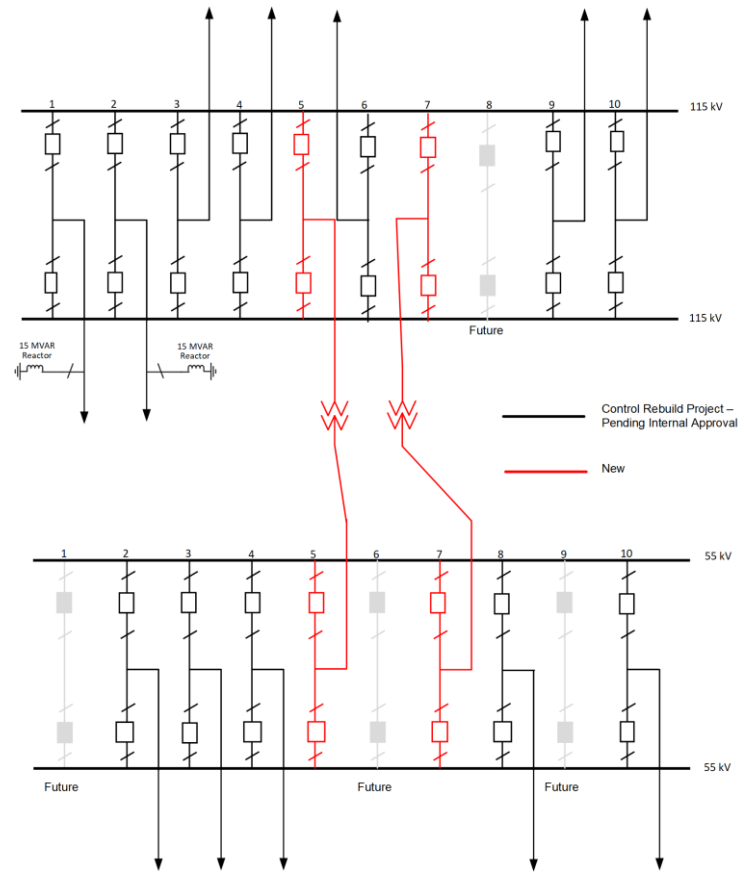 1 2 3 4 5 6 7 8 9 10 115 kV
115 kV
Future
15 MVAR
Reactor
15 MVAR
Reactor
Control Rebuild Project –
Pending Internal Approval
New
1 2 3 4 5 6 7 8 9 10 55 kV
55 kV
Future Future Future